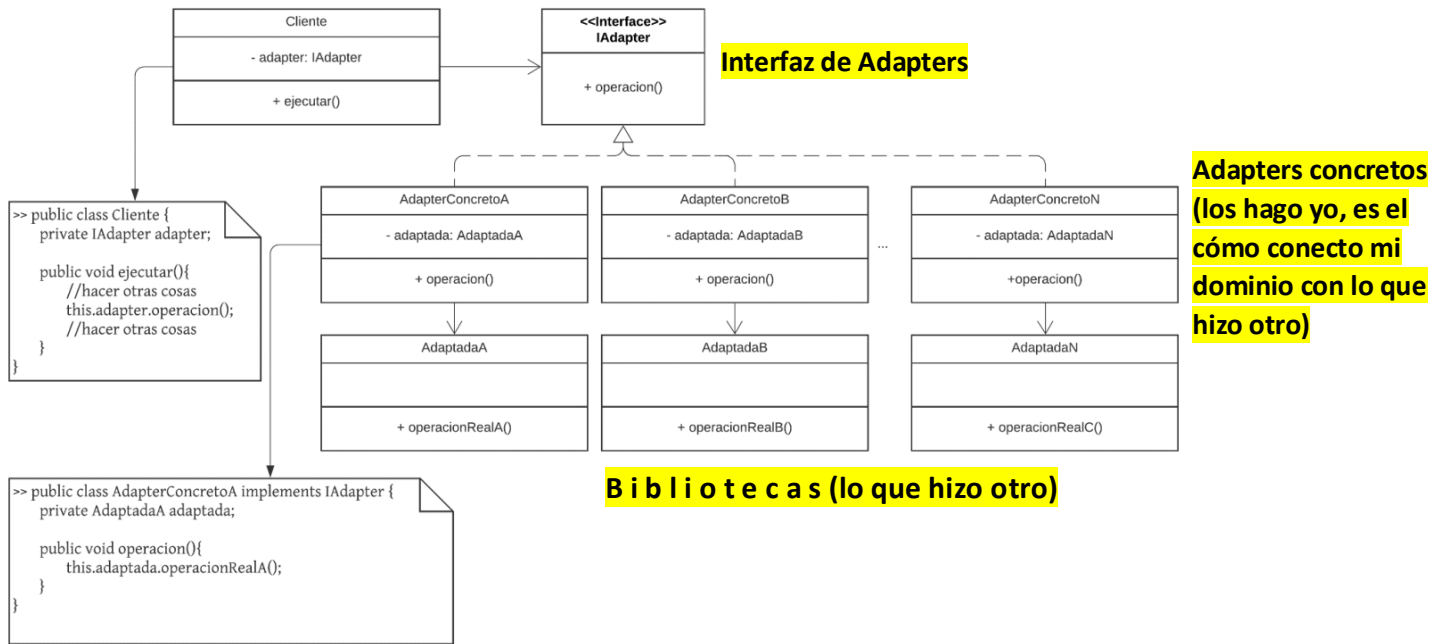 Cliente
- adapter: IAdapter
+ ejecutar()
<<Interface>>
IAdapter
+ operacion()
Interfaz de Adapters
>> public class Cliente {
private IAdapter adapter;
public void ejecutar(){
//hacer otras cosas
this.adapter.operacion();
//hacer otras cosas
}
}
AdapterConcretoA
- adaptada: AdaptadaA
+ operacion()
AdapterConcretoB
- adaptada: AdaptadaB
+ operacion()
...
AdapterConcretoN
- adaptada: AdaptadaN
+operacion()
Adapters concretos
(los hago yo, es el
cómo conecto mi
dominio con lo que
hizo otro)
AdaptadaA
+ operacionRealA()
AdaptadaB
+ operacionRealB()
AdaptadaN
+ operacionRealC()
B i b l i o t e c a s (lo que hizo otro)
>> public class AdapterConcretoA implements IAdapter {
private AdaptadaA adaptada;
public void operacion(){
this.adaptada.operacionRealA();
}
}